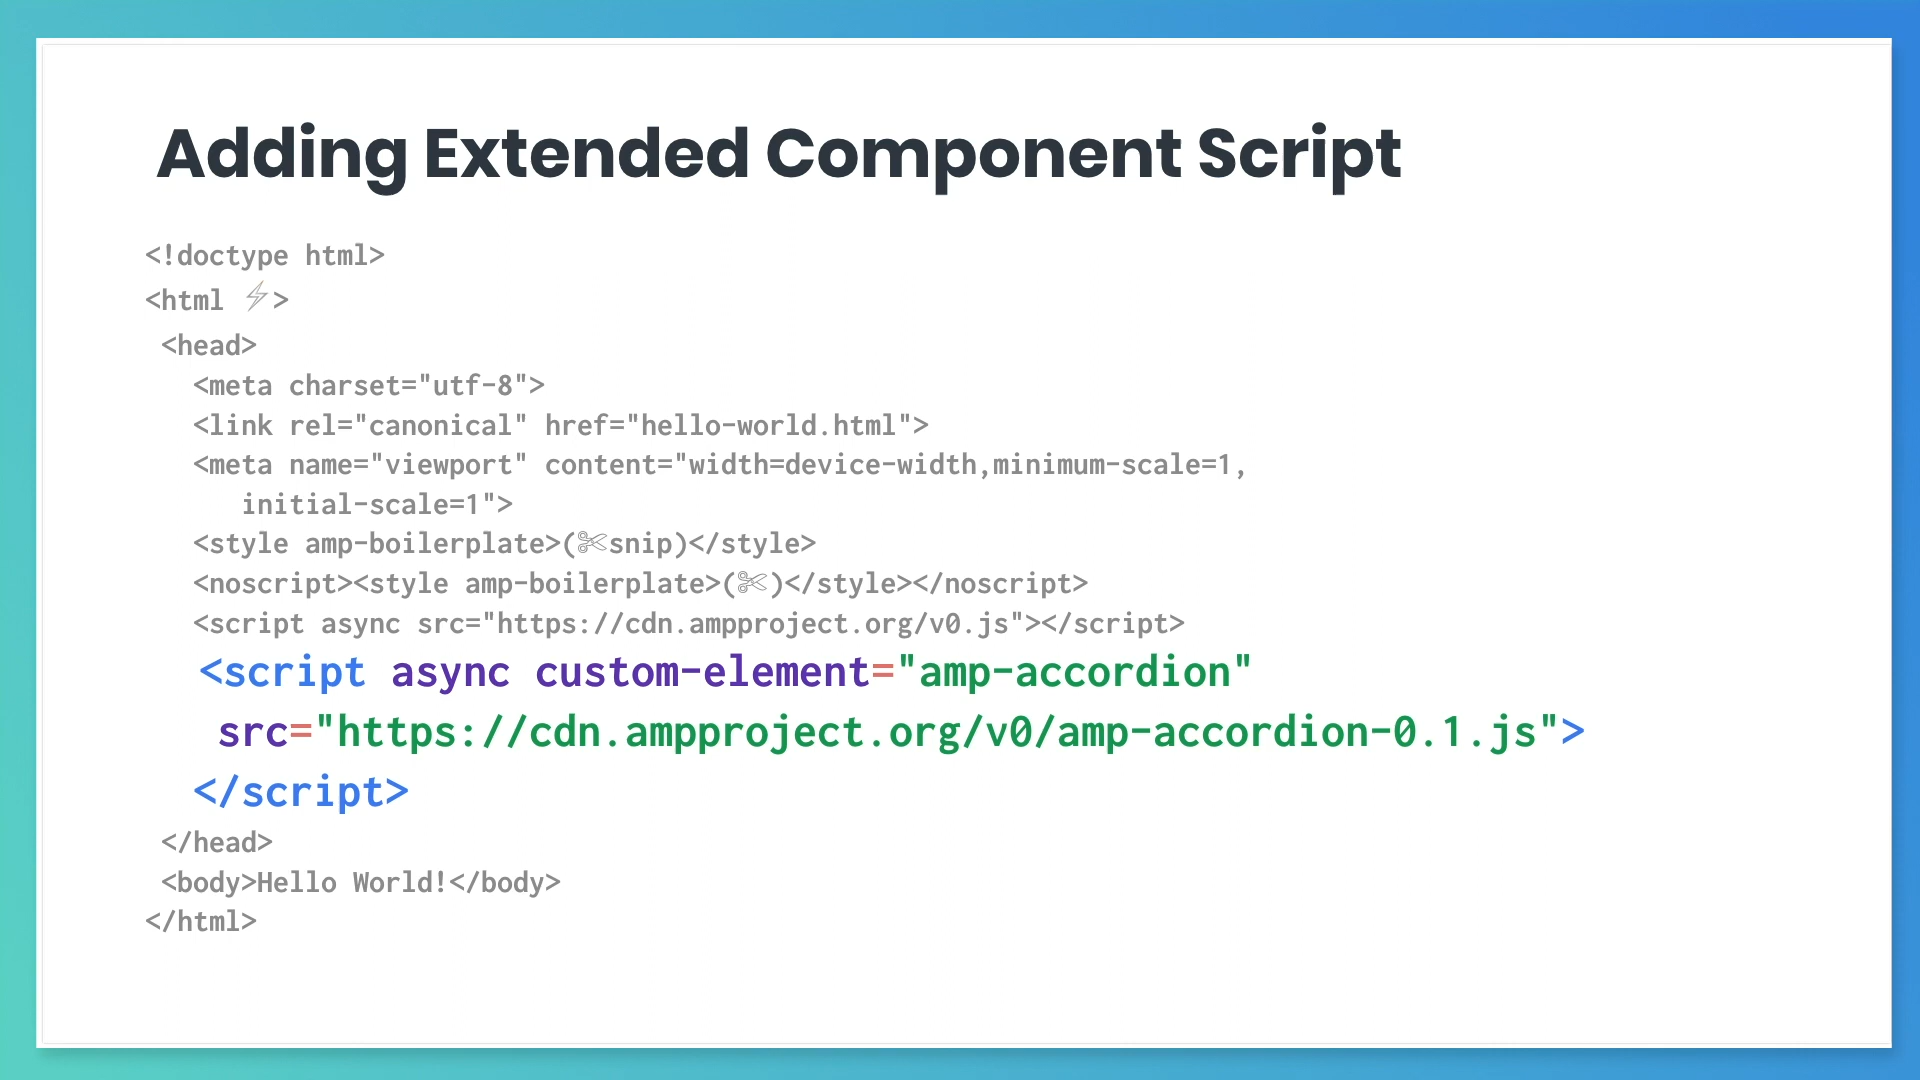 Adding Extended Component Script
<!doctype html>
<html ⚡>
<head>
<meta charset="utf-8">
<link rel="canonical" href="hello-world.html">
<meta name="viewport" content="width=device-width,minimum-scale=1,
initial-scale=1">
<style amp-boilerplate>(✄snip)</style>
<noscript><style amp-boilerplate>(✄)</style></noscript>
<script async src="https://cdn.ampproject.org/v0.js"></script>
<script async custom-element="amp-accordion"
src="https://cdn.ampproject.org/v0/amp-accordion-0.1.js">
</script>
</head>
<body>Hello World!</body>
</html>